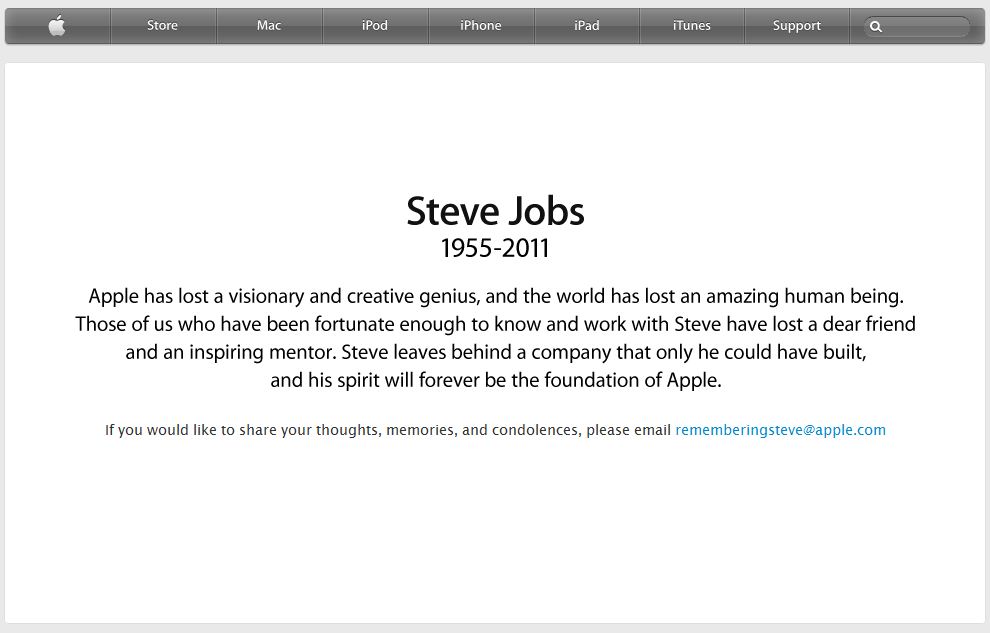 Store Mac iPod iPhone iPad iTunes Support
Steve Jobs
1955-2011
Apple has lost a visionary and creative genius, and the world has lost an amazing human being.
Those of us who have been fortunate enough to know and work with Steve have lost a dear friend
and an inspiring mentor. Steve leaves behind a company that only he could have built,
and his spirit will forever be the foundation of Apple.
If you would like to share your thoughts, memories, and condolences, please email rememberingsteve@apple.com